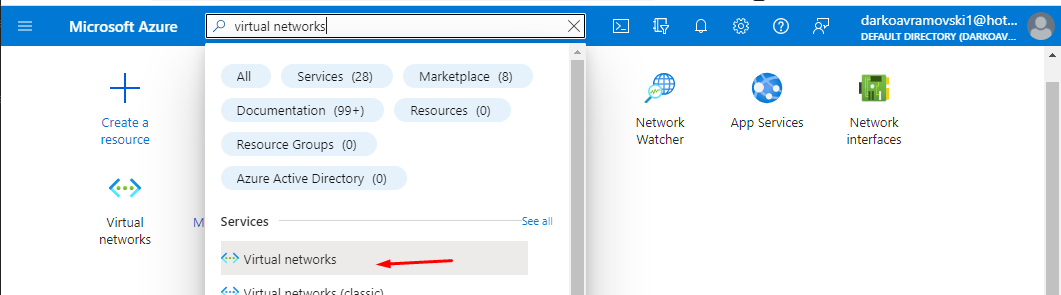 Microsoft Azure
virtual networks
darkoavramovski1@hot...
DEFAULT DIRECTORY (DARKOAV...
All
Services (28)
Marketplace (8)
Documentation (99+)
Resources (0)
Resource Groups (0)
Azure Active Directory (0)
Services
See all
Virtual networks
Virtual networks (classic)
Create a
resource
Virtual
networks
M
Network
Watcher
App Services
Network
interfaces